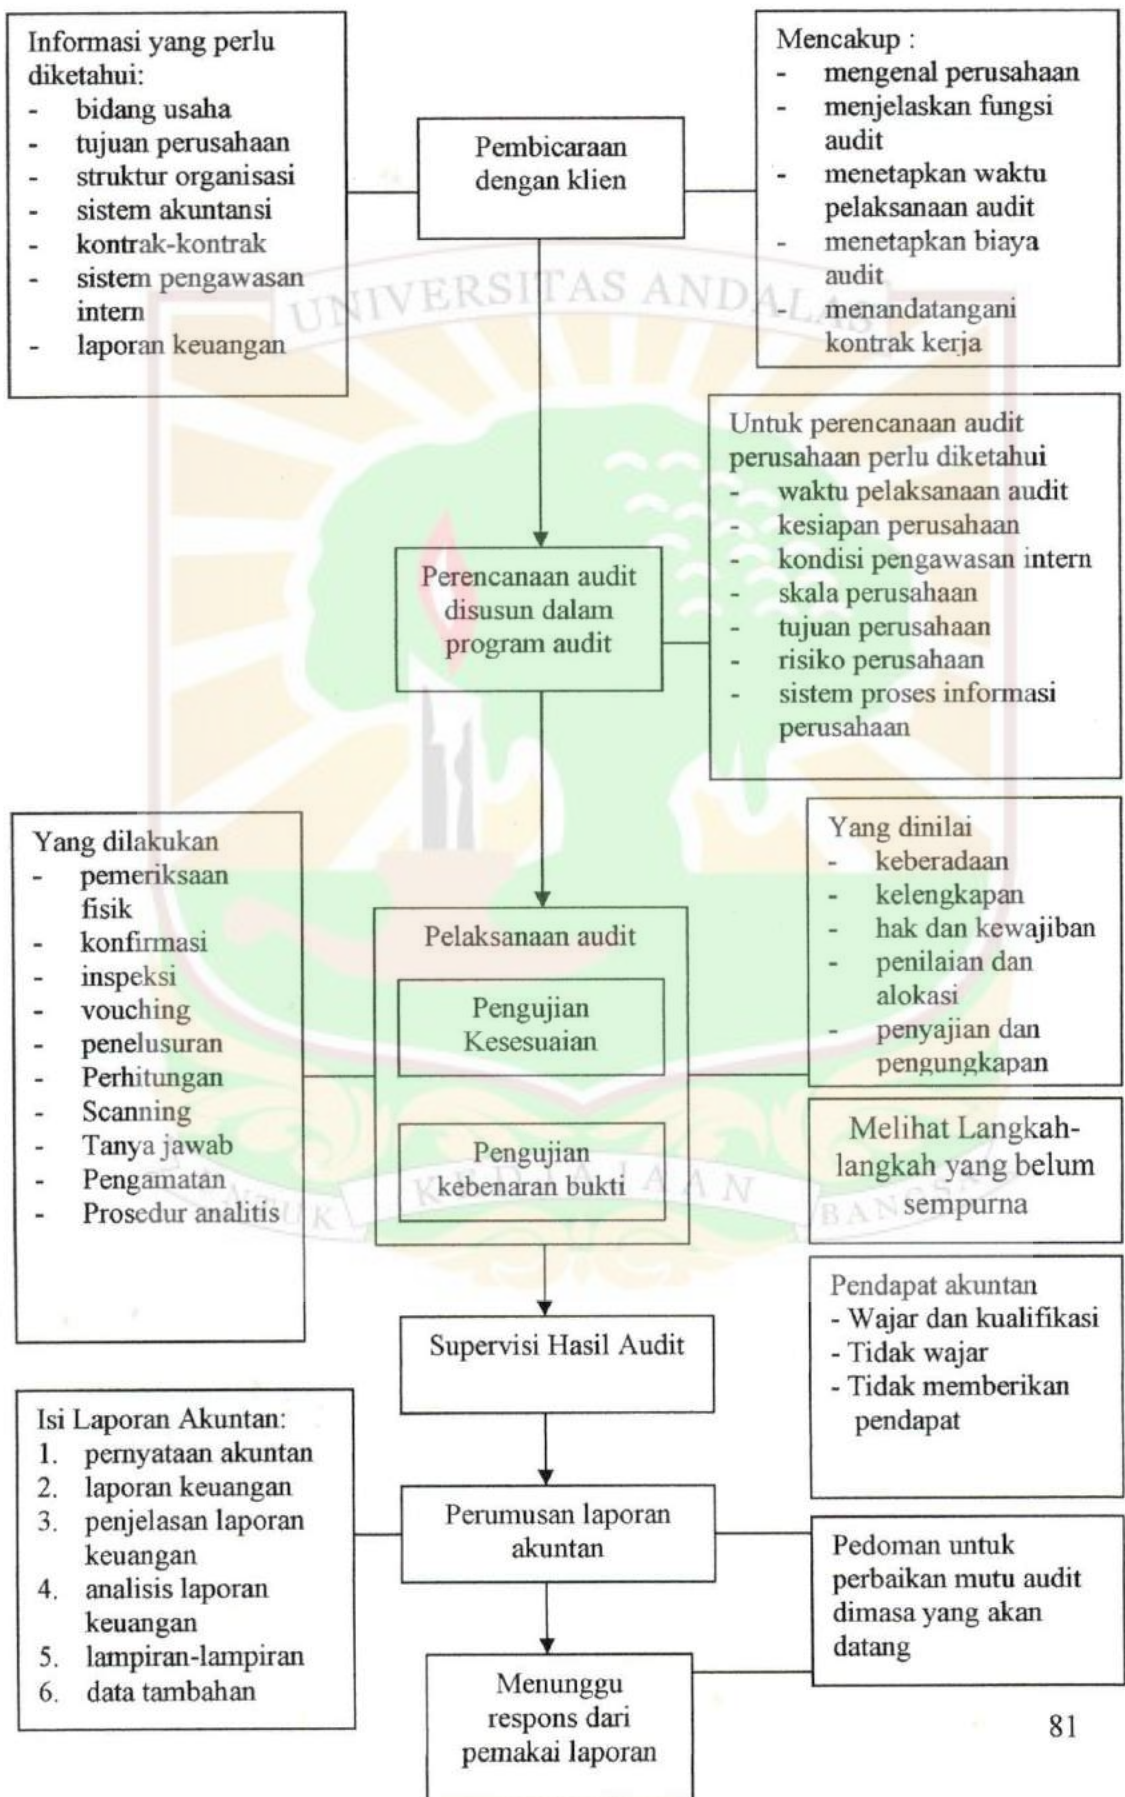 Informasi yang perlu
diketahui:
- bidang usaha
- tujuan perusahaan
- struktur organisasi
- sistem akuntansi
- kontrak-kontrak
- sistem pengawasan
intern
- laporan keuangan
Pembicaraan
dengan klien
Mencakup :
- mengenal perusahaan
- menjelaskan fungsi
audit
- menetapkan waktu
pelaksanaan audit
- menetapkan biaya
audit
- menandatangani
kontrak kerja
UNIVERSITAS ANDALAS
Untuk perencanaan audit
perusahaan perlu diketahui
- waktu pelaksanaan audit
- kesiapan perusahaan
- kondisi pengawasan intern
- skala perusahaan
- tujuan perusahaan
- risiko perusahaan
- sistem proses informasi
perusahaan
Perencanaan audit
disusun dalam
program audit
Yang dilakukan
- pemeriksaan
fisik
- konfirmasi
- inspeksi
- vouching
- penelusuran
- Perhitungan
- Scanning
- Tanya jawab
- Pengamatan
- Prosedur analitis
Pelaksanaan audit
Pengujian
Kesesuaian
Pengujian
kebenaran bukti
Yang dinilai
- keberadaan
- kelengkapan
- hak dan kewajiban
- penilaian dan
alokasi
- penyajian dan
pengungkapan
Melihat Langkah-
langkah yang belum
sempurna
UNTUK KEDJAJAAN BANGSA
Pendapat akuntan
- Wajar dan kualifikasi
- Tidak wajar
- Tidak memberikan
pendapat
Supervisi Hasil Audit
Isi Laporan Akuntan:
1. pernyataan akuntan
2. laporan keuangan
3. penjelasan laporan
keuangan
4. analisis laporan
keuangan
5. lampiran-lampiran
6. data tambahan
Perumusan laporan
akuntan
Pedoman untuk
perbaikan mutu audit
dimasa yang akan
datang
Menunggu
respons dari
pemakai laporan
81